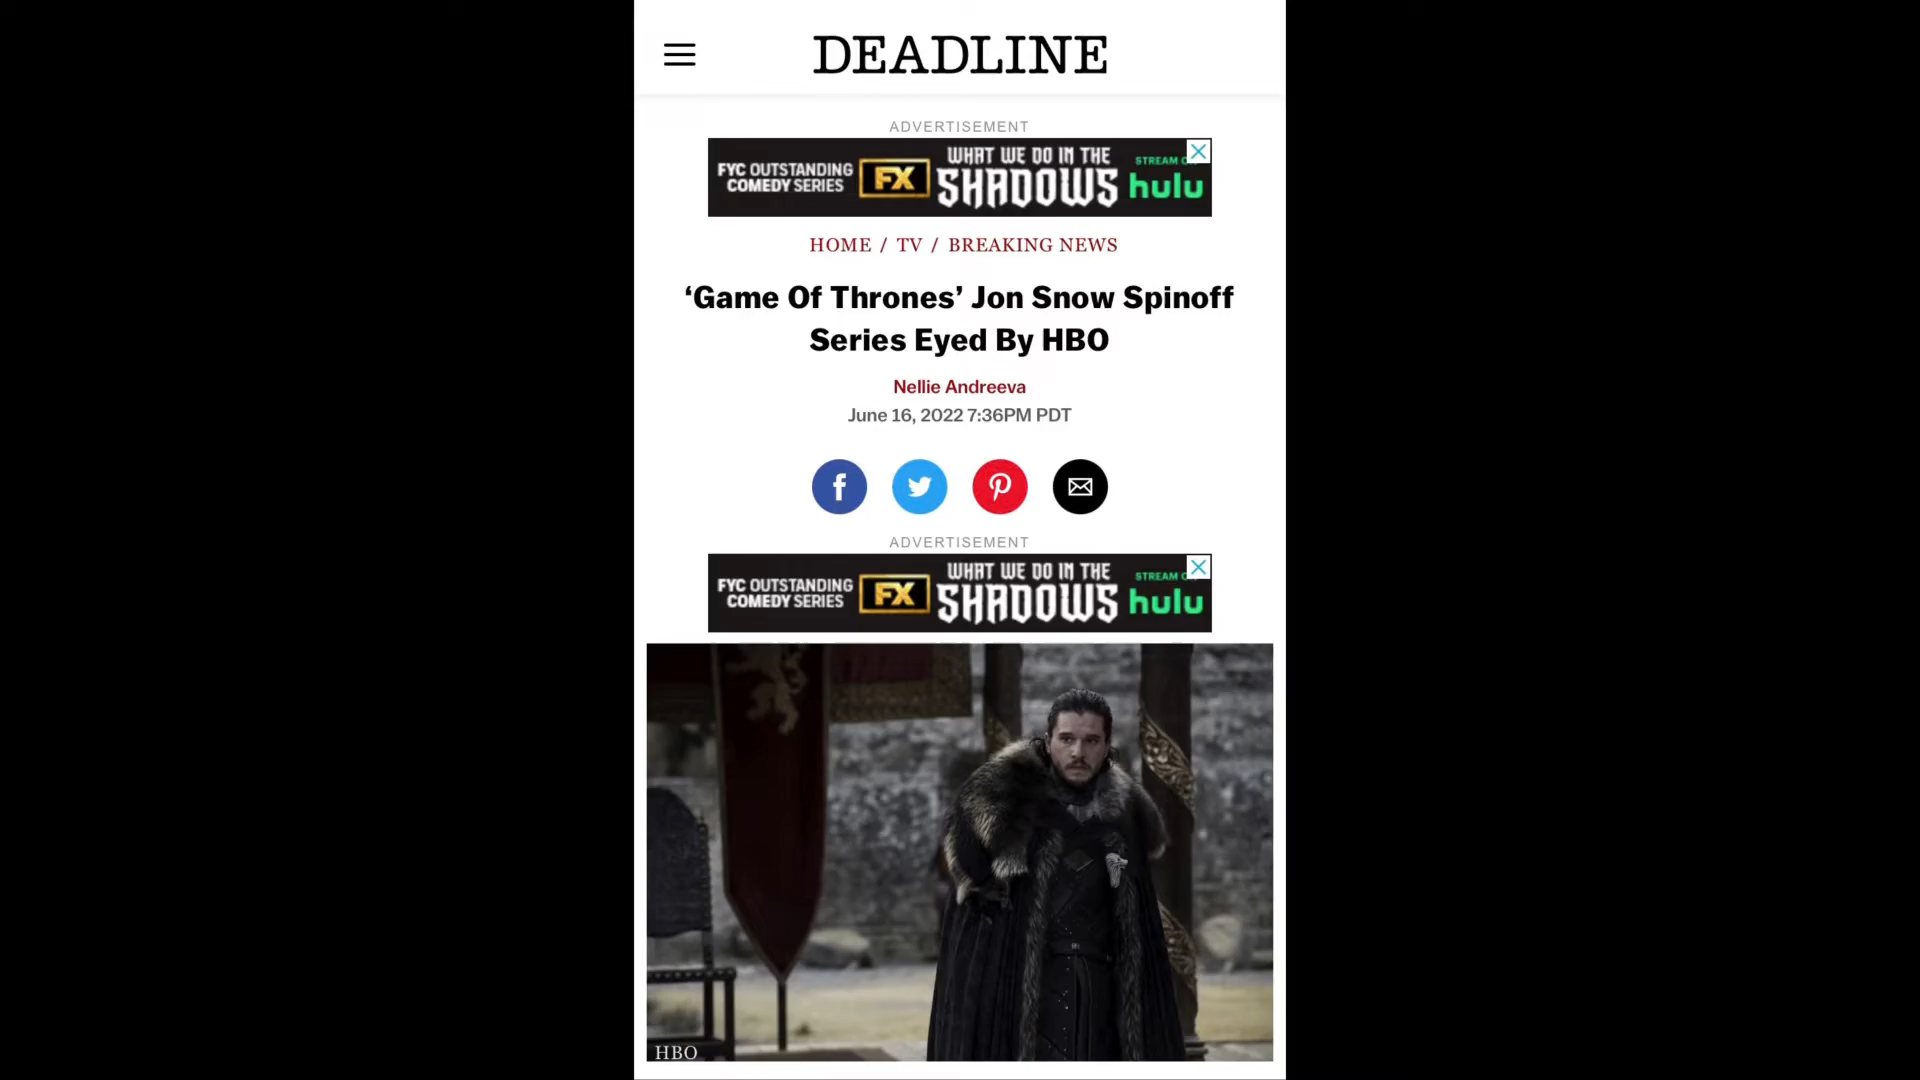 DEADLINE
ADVERTISEMENT
FYC OUTSTANDING
COMEDY SERIES
FX
WHAT WE DO IN THE
SHADOWS
STREAM
hulu
HOME / TV / BREAKING NEWS
‘Game Of Thrones’ Jon Snow Spinoff
Series Eyed By HBO
Nellie Andreeva
June 16, 2022 7:36PM PDT
ADVERTISEMENT
FYC OUTSTANDING
COMEDY SERIES
FX
WHAT WE DO IN THE
SHADOWS
STREAM
hulu
HBO